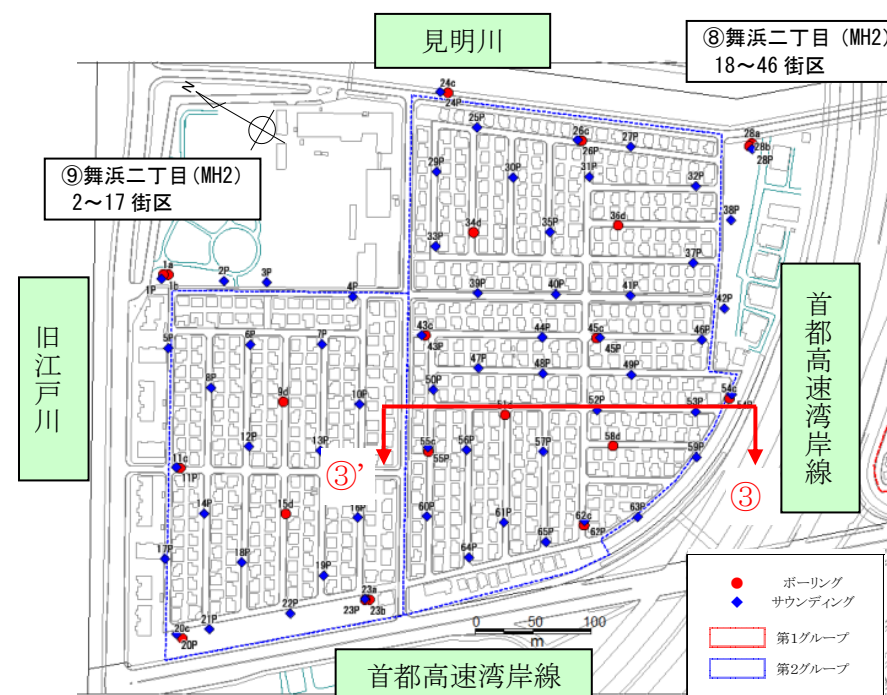 見明川
⑧舞浜二丁目 (MH2)
18～46 街区
24c
24P
25P
26c
26P
27P
28a
28b
28P
N
⑨舞浜二丁目(MH2)
2～17 街区
29P
30P
31P
32P
33P
34d
35P
36d
37P
38P
1a
1b
1P
2P
3P
4P
39P
40P
41P
42P
旧江戸川
首都高速湾岸線
5P
6P
7P
43c
43P
44P
45c
45P
46P
8P
9d
10P
47P
48P
49P
50P
51d
52P
53P
54c
54P
11c
11P
12P
13P
55c
55P
56P
57P
58d
59P
③’
③
14P
15d
16P
60P
61P
62c
62P
63P
17P
18P
19P
64P
65P
20c
20P
21P
22P
23a
23b
23P
0 50 100
m
ボーリング
サウンディング
第1グループ
第2グループ
首都高速湾岸線